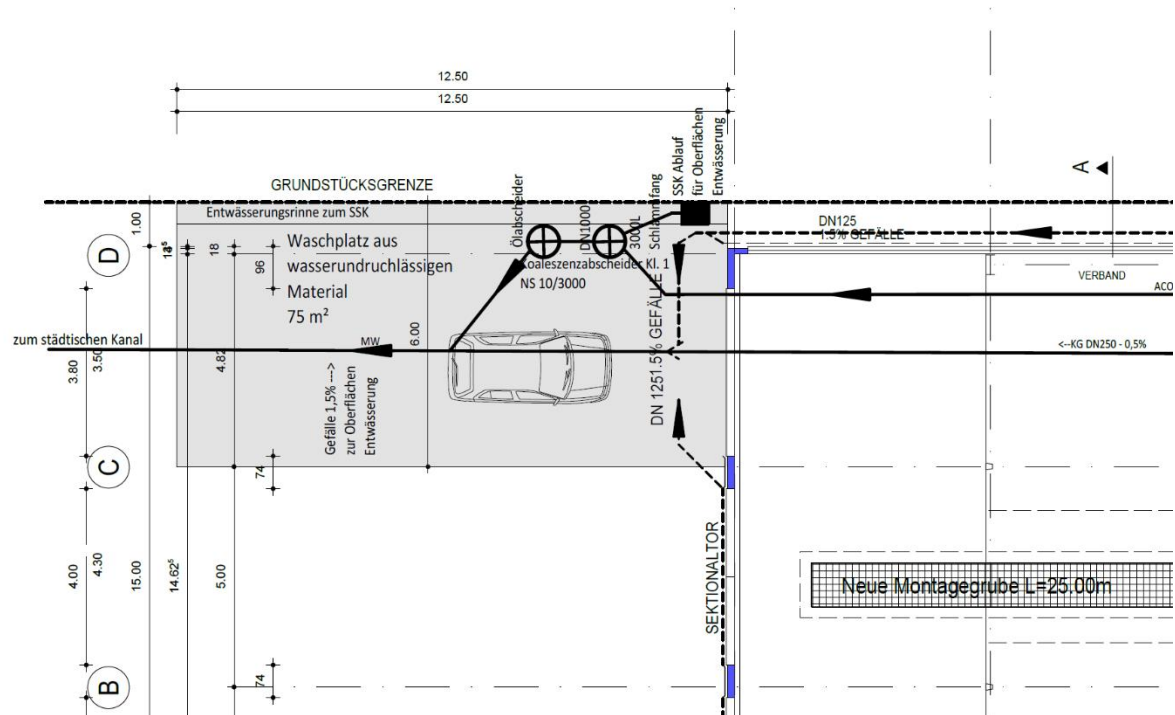 12.50
12.50
GRUNDSTÜCKSGRENZE
Entwässerungsrinne zum SSK
Ölabscheider
DN1000
3000L
Schlammfang
SSK Ablauf
für Oberflächen
Entwässerung
A
DN125
1.5% GEFÄLLE
VERBAND
ACO
1.00
18
96
D
Waschplatz aus
wasserundruchlässigen
Material
75 m²
Koaleszenzabscheider Kl. 1
NS 10/3000
zum städtischen Kanal
MW
6.00
<--KG DN250 - 0,5%
3.80
3.50
4.82
Gefälle 1,5% --->
zur Oberflächen
Entwässerung
DN 1251.5% GEFÄLLE
C
74
4.00
4.30
15.00
14.62⁵
5.00
SEKTIONALTOR
Neue Montagegrube L=25.00m
74
B